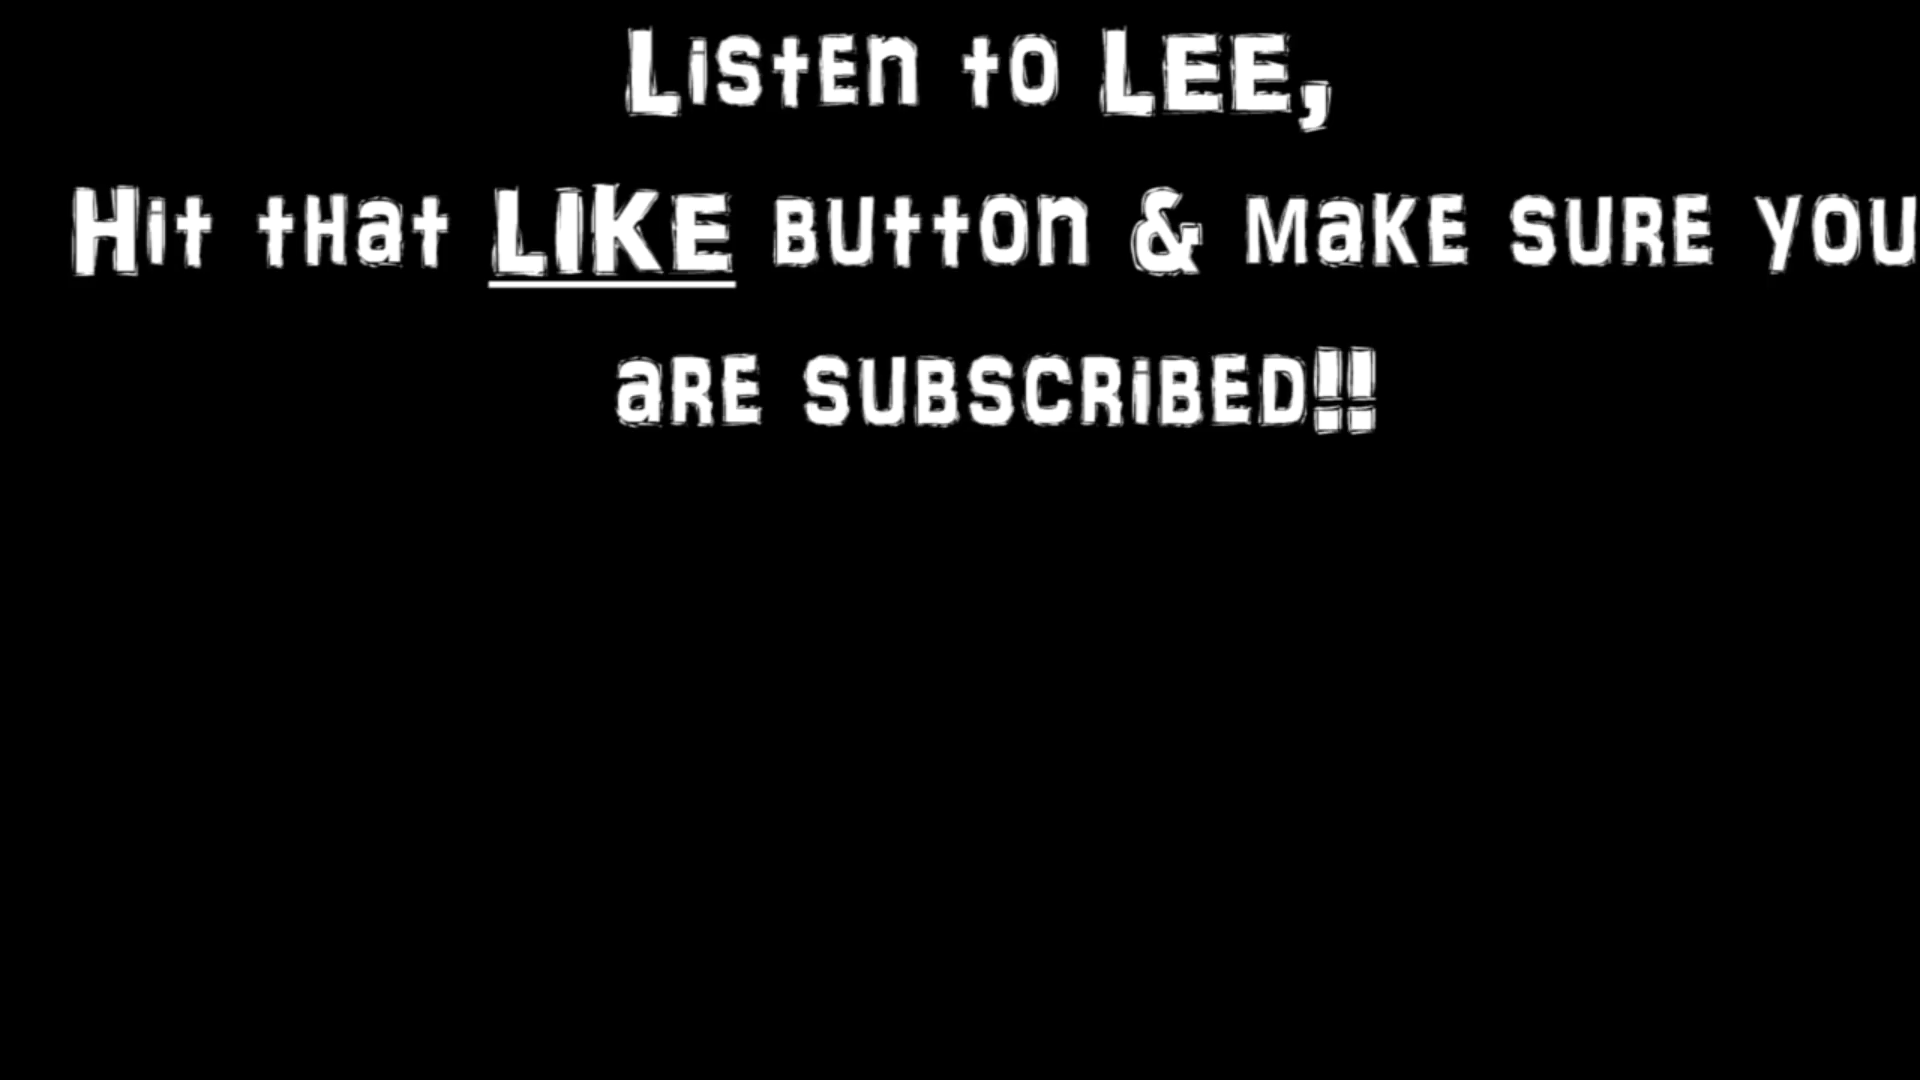 Listen to LEE,
Hit that LIKE button & make sure you
are subscribed!!